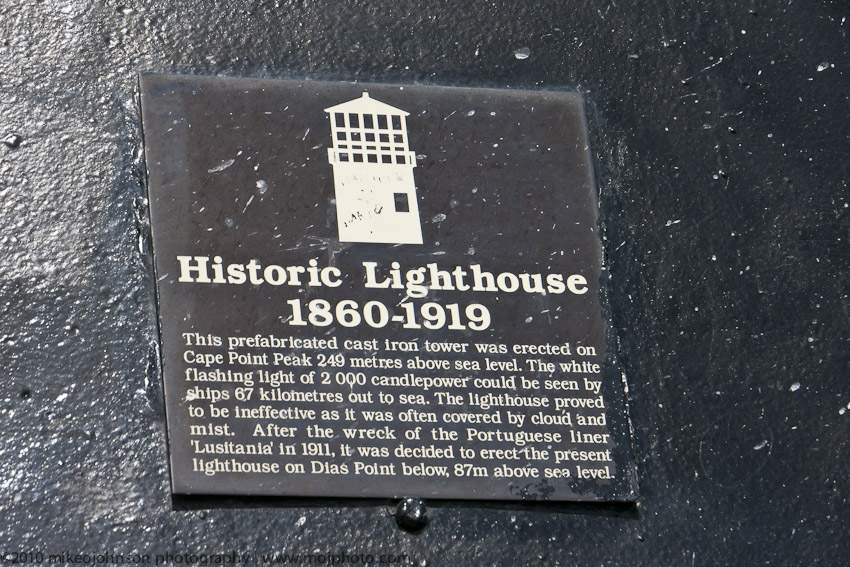 Historic Lighthouse
1860-1919
This prefabricated cast iron tower was erected on
Cape Point Peak 249 metres above sea level. The white
flashing light of 2 000 candlepower could be seen by
ships 67 kilometres out to sea. The lighthouse proved
to be ineffective as it was often covered by cloud and
mist. After the wreck of the Portuguese liner
'Lusitania' in 1911, it was decided to erect the present
lighthouse on Dias Point below, 87m above sea level.
©2010 mikeojohnson photography www.mojphoto.com